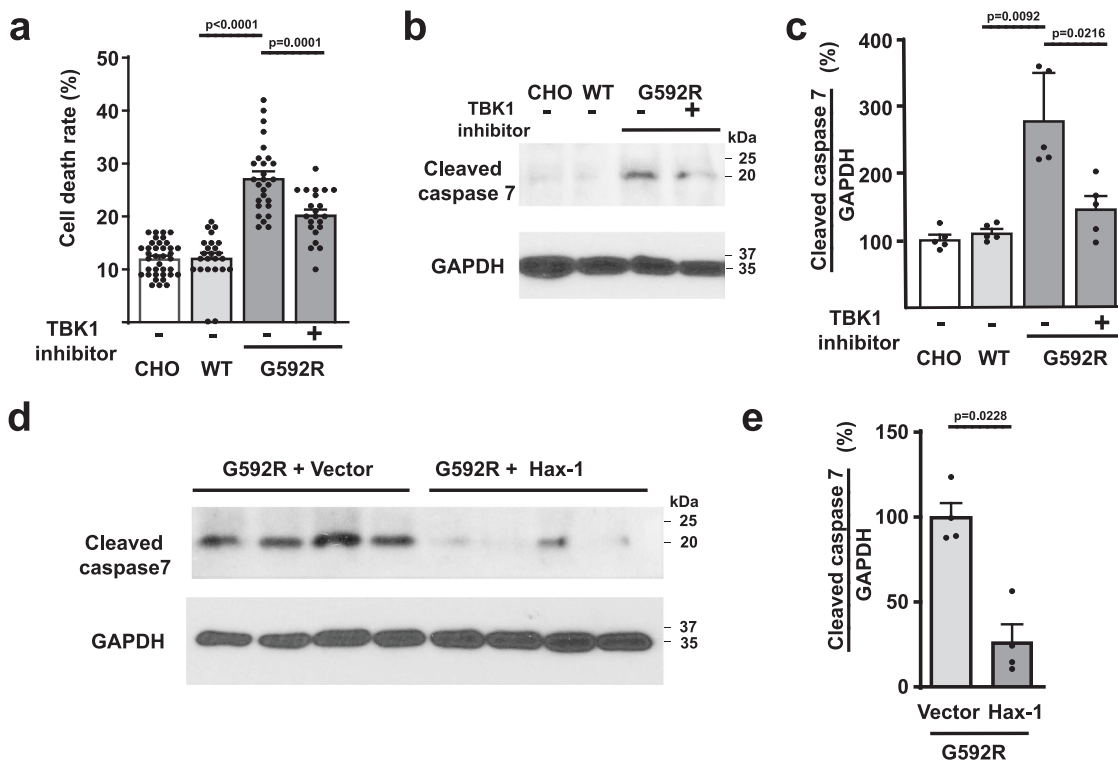 a
p<0.0001
p=0.0001
Cell death rate (%)
50
40
30
20
10
TBK1
inhibitor
- - - +
CHO WT G592R
b
CHO WT G592R
TBK1
inhibitor
- - - +
kDa
Cleaved
caspase 7
25
20
GAPDH
37
35
c
p=0.0092
p=0.0216
Cleaved caspase 7 (%)
GAPDH
400
300
200
150
100
TBK1
inhibitor
- - - +
CHO WT G592R
d
G592R + Vector G592R + Hax-1
kDa
Cleaved
caspase7
25
20
GAPDH
37
35
e
p=0.0228
Cleaved caspase 7 (%)
GAPDH
150
100
50
0
Vector Hax-1
G592R